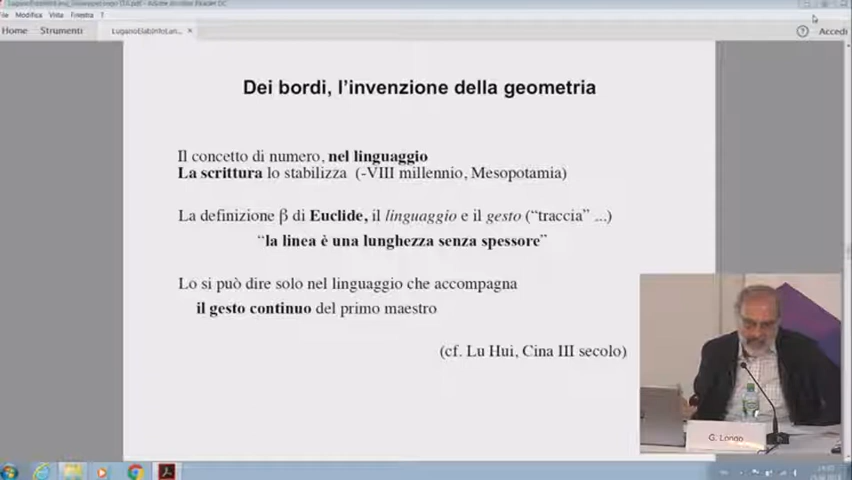 Modifica Vista Finestra ?
Home Strumenti
? Accedi
Dei bordi, l’invenzione della geometria
Il concetto di numero, nel linguaggio
La scrittura lo stabilizza (-VIII millennio, Mesopotamia)
La definizione β di Euclide, il linguaggio e il gesto (“traccia” ...)
“la linea è una lunghezza senza spessore”
Lo si può dire solo nel linguaggio che accompagna
il gesto continuo del primo maestro
(cf. Lu Hui, Cina III secolo)
G. Longo